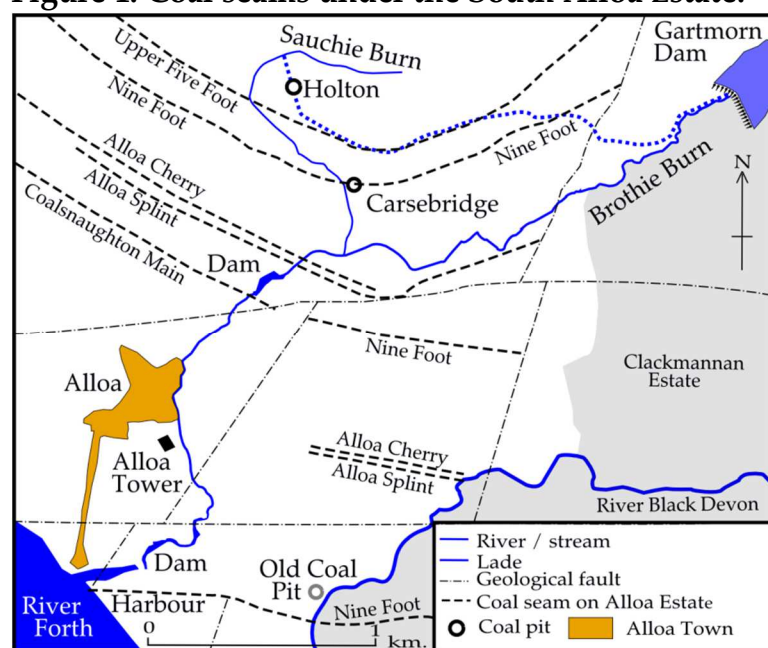 Figure 1. Coal seams under the South Alloa Estate.
Gartmorn
Dam
Sauchie Burn
Upper Five Foot
Holton
Nine Foot
Nine Foot
N
Alloa Cherry
Brothie Burn
Alloa Splint
Carsebridge
Coalsnaughton Main
Dam
Nine Foot
Clackmannan
Estate
Alloa
Alloa Cherry
Alloa
Tower
Alloa Splint
River Black Devon
Dam
Old Coal
Pit
Harbour
Nine Foot
River
Forth
0
1
km.
River / stream
Lade
Geological fault
Coal seam on Alloa Estate
Coal pit
Alloa Town